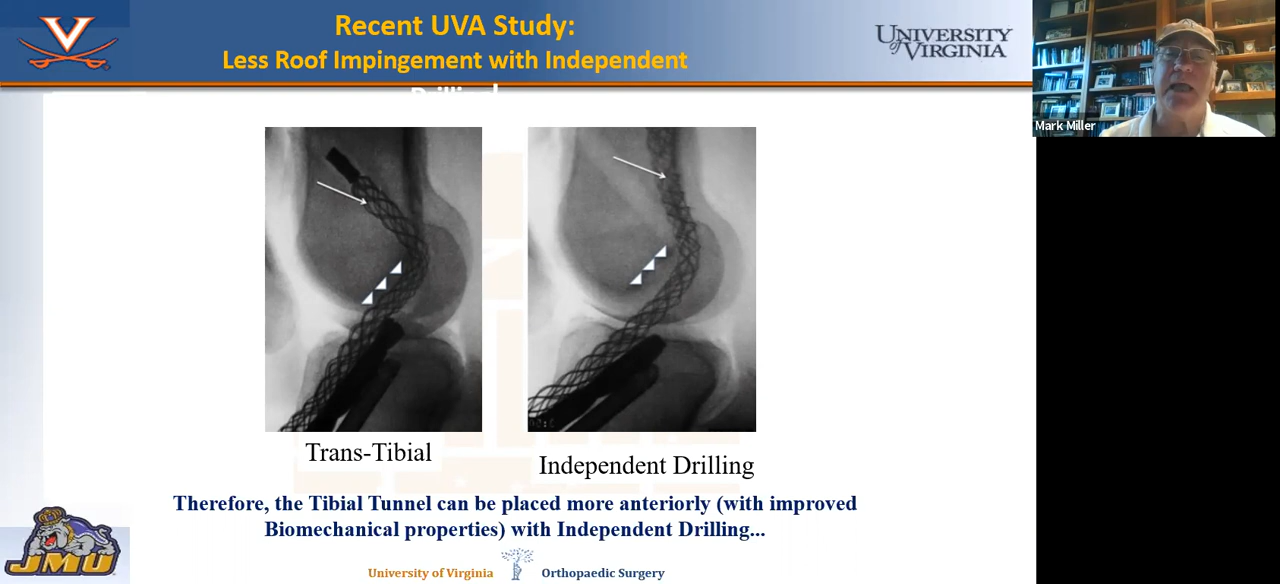 Recent UVA Study:
Less Roof Impingement with Independent
Drilling!
UNIVERSITY
of VIRGINIA
Mark Miller
Trans-Tibial
Independent Drilling
Therefore, the Tibial Tunnel can be placed more anteriorly (with improved
Biomechanical properties) with Independent Drilling...
JMU
University of Virginia Orthopaedic Surgery